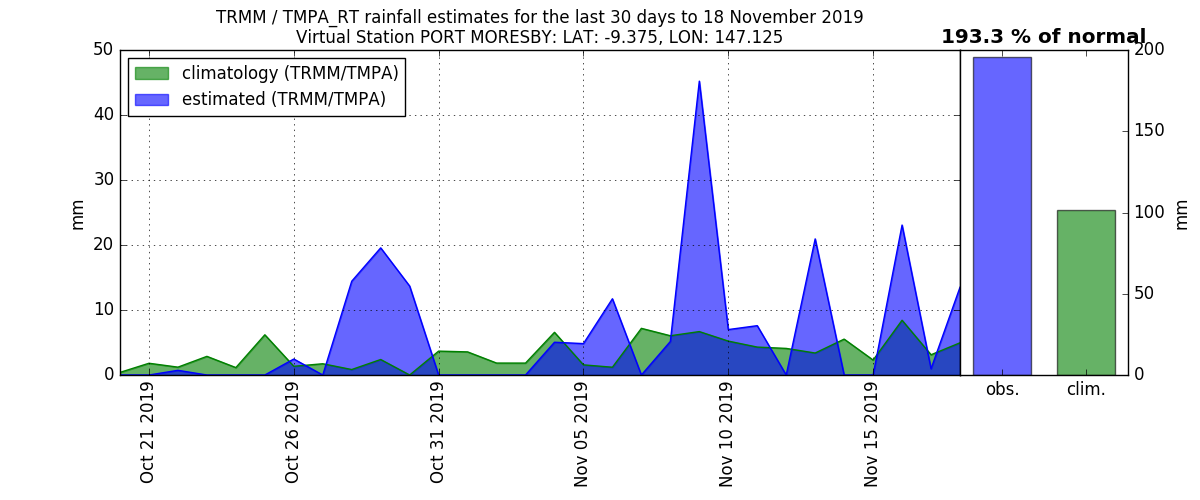 TRMM / TMPA_RT rainfall estimates for the last 30 days to 18 November 2019
Virtual Station PORT MORESBY: LAT: -9.375, LON: 147.125
193.3 % of normal
climatology (TRMM/TMPA)
estimated (TRMM/TMPA)
50
40
30
20
10
0
mm
200
150
100
50
0
mm
Oct 21 2019
Oct 26 2019
Oct 31 2019
Nov 05 2019
Nov 10 2019
Nov 15 2019
obs.
clim.